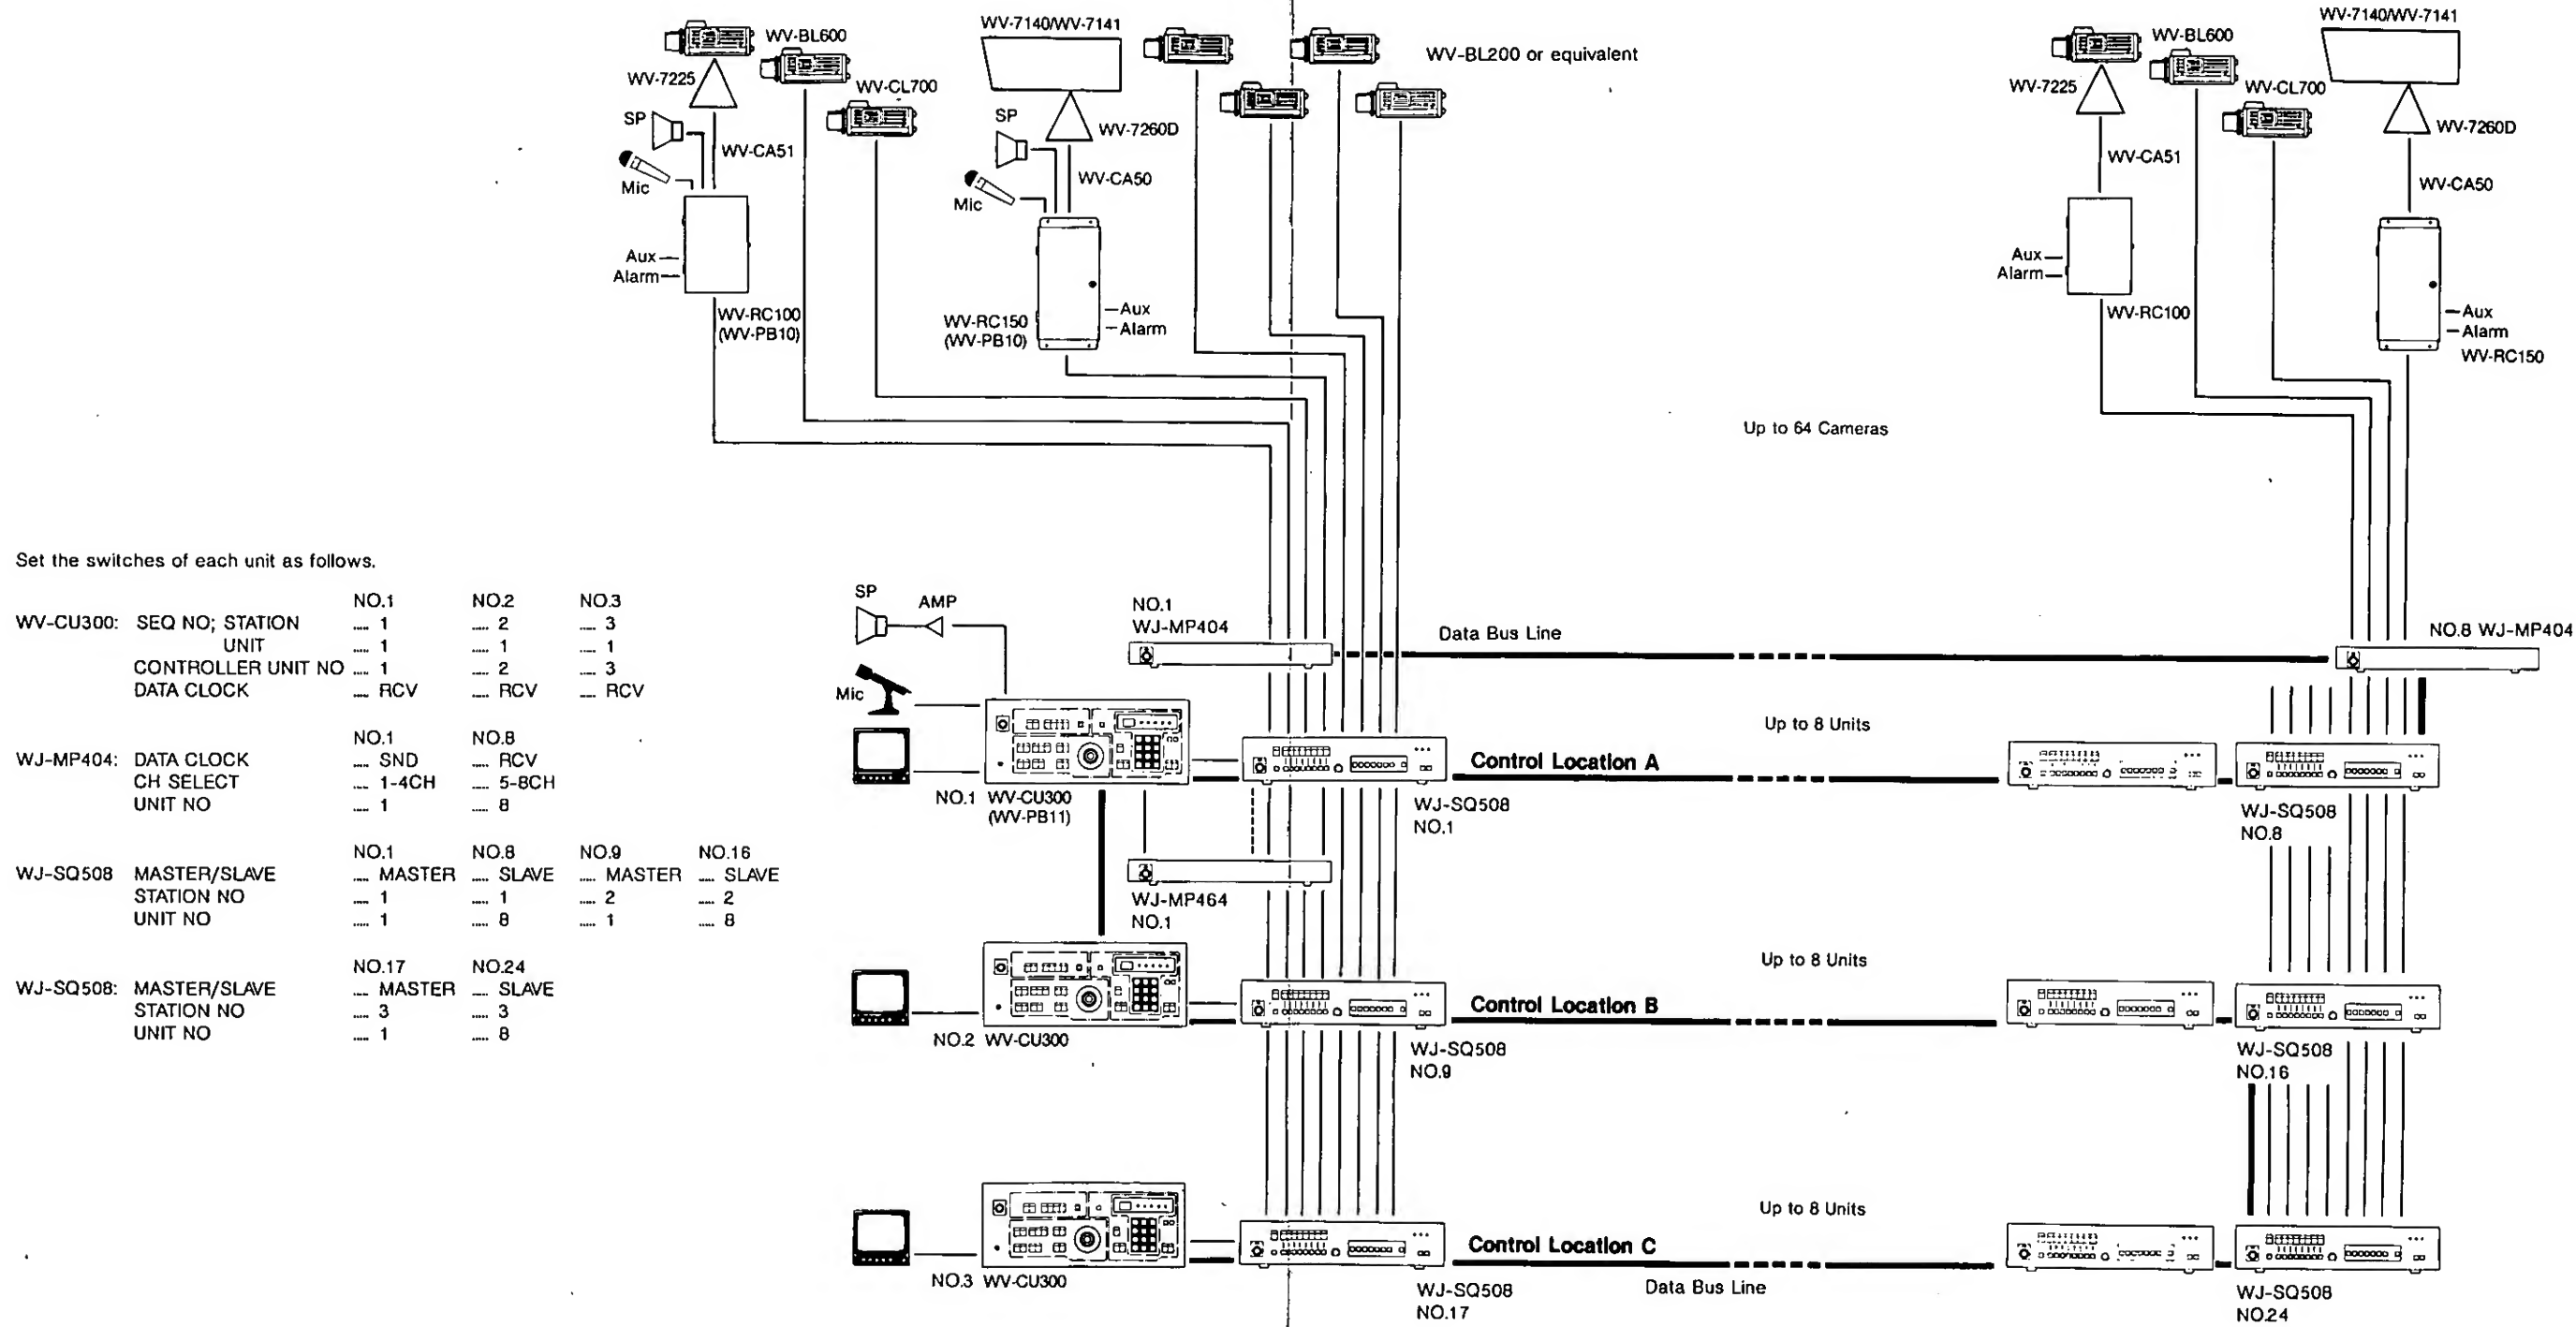 WV-7140/WV-7141
WV-7140/WV-7141
WV-BL600
WV-BL200 or equivalent
WV-BL600
WV-7225
WV-CL700
WV-7225
WV-CL700
SP
SP
WV-7260D
WV-7260D
WV-CA51
WV-CA51
Mic
WV-CA50
WV-CA50
Mic
Aux
Alarm
Aux
Alarm
WV-RC100
(WV-PB10)
WV-RC150
(WV-PB10)
Aux
Alarm
WV-RC100
Aux
Alarm
WV-RC150
Up to 64 Cameras
Set the switches of each unit as follows.
NO.1 NO.2 NO.3
WV-CU300: SEQ NO; STATION .... 1 .... 2 .... 3
UNIT .... 1 .... 1 .... 1
CONTROLLER UNIT NO .... 1 .... 2 .... 3
DATA CLOCK .... RCV .... RCV .... RCV
NO.1 NO.8
WJ-MP404: DATA CLOCK .... SND .... RCV
CH SELECT .... 1-4CH .... 5-8CH
UNIT NO .... 1 .... 8
NO.1 NO.8 NO.9 NO.16
WJ-SQ508 MASTER/SLAVE .... MASTER .... SLAVE .... MASTER .... SLAVE
STATION NO .... 1 .... 1 .... 2 .... 2
UNIT NO .... 1 .... 8 .... 1 .... 8
NO.17 NO.24
WJ-SQ508: MASTER/SLAVE .... MASTER .... SLAVE
STATION NO .... 3 .... 3
UNIT NO .... 1 .... 8
SP
AMP
NO.1
WJ-MP404
Data Bus Line
NO.8 WJ-MP404
Mic
Up to 8 Units
Control Location A
NO.1 WV-CU300
(WV-PB11)
WJ-SQ508
NO.1
WJ-SQ508
NO.8
WJ-MP464
NO.1
Up to 8 Units
Control Location B
NO.2 WV-CU300
WJ-SQ508
NO.9
WJ-SQ508
NO.16
Up to 8 Units
Control Location C
NO.3 WV-CU300
WJ-SQ508
NO.17
Data Bus Line
WJ-SQ508
NO.24